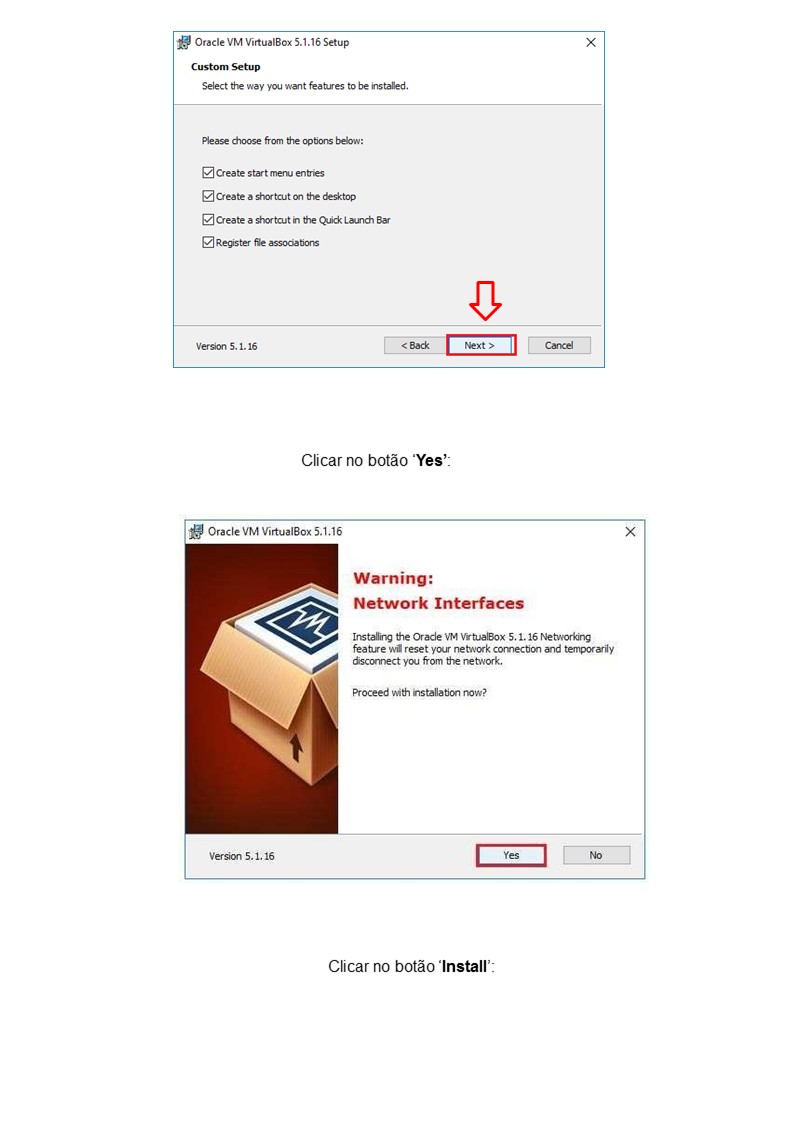 Oracle VM VirtualBox 5.1.16 Setup
Custom Setup
Select the way you want features to be installed.
Please choose from the options below:
Create start menu entries
Create a shortcut on the desktop
Create a shortcut in the Quick Launch Bar
Register file associations
Version 5.1.16
< Back
Next >
Cancel
Clicar no botão ‘Yes’:
Oracle VM VirtualBox 5.1.16
Warning:
Network Interfaces
Installing the Oracle VM VirtualBox 5.1.16 Networking
feature will reset your network connection and temporarily
disconnect you from the network.
Proceed with installation now?
Version 5.1.16
Yes
No
Clicar no botão ‘Install’: